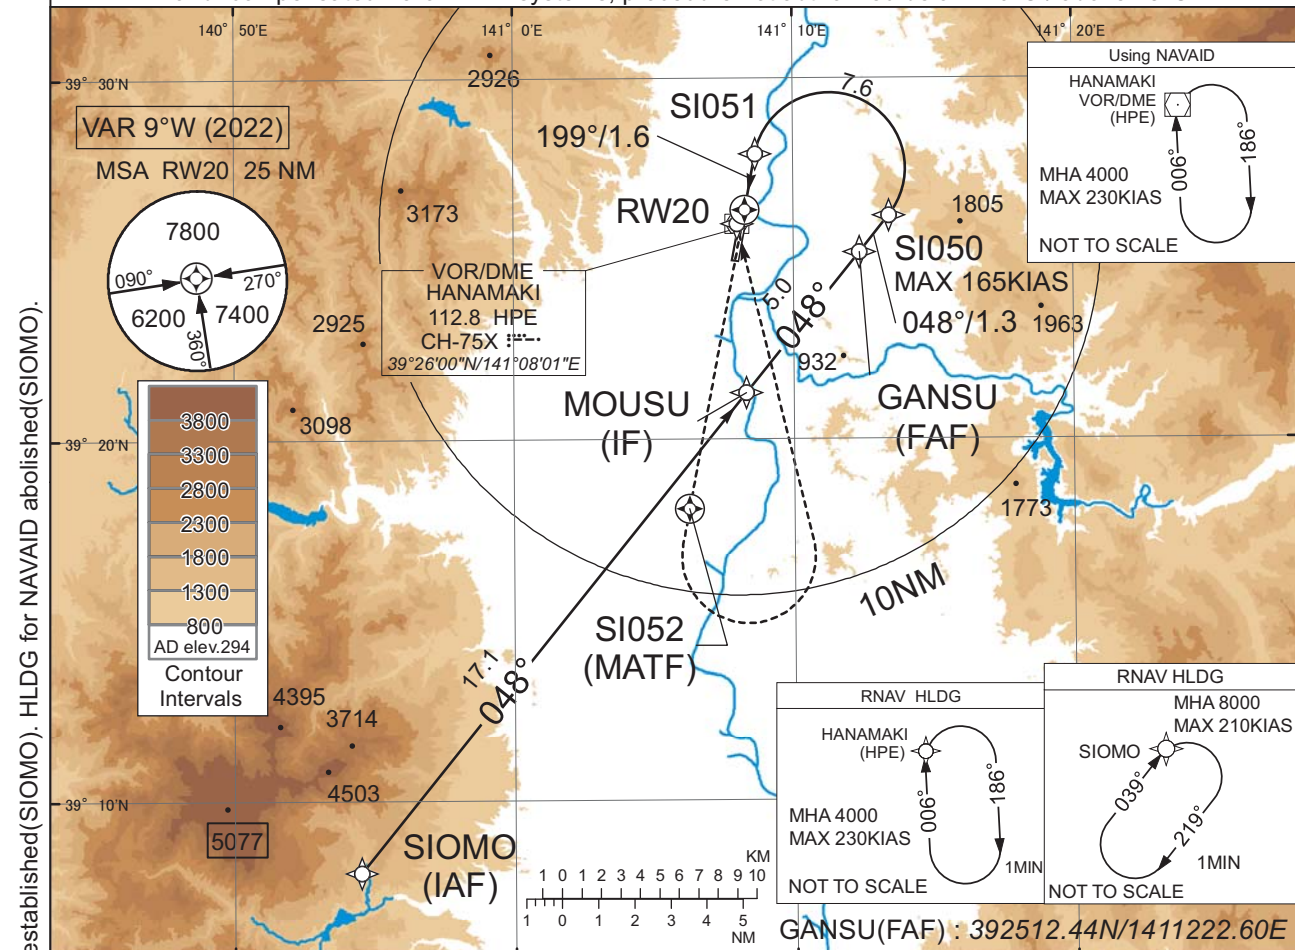 140° 50'E
141° 0'E
141° 10'E
141° 20'E
39° 30'N
39° 20'N
39° 10'N
VAR 9°W (2022)
MSA RW20 25 NM
7800
090°
270°
6200
7400
360°
3800
3300
2800
2300
1800
1300
800
AD elev.294
Contour
Intervals
2926
3173
2925
3098
4395
3714
4503
5077
1805
1963
932
1773
SI051
199°/1.6
7.6
RW20
VOR/DME
HANAMAKI
112.8 HPE
CH-75X
39°26'00"N/141°08'01"E
SI050
MAX 165KIAS
048°/1.3
5.0
048°
MOUSU
(IF)
GANSU
(FAF)
10NM
SI052
(MATF)
17.1
048°
SIOMO
(IAF)
Using NAVAID
HANAMAKI
VOR/DME
(HPE)
006°
186°
MHA 4000
MAX 230KIAS
NOT TO SCALE
RNAV HLDG
HANAMAKI
(HPE)
006°
186°
MHA 4000
MAX 230KIAS
1MIN
NOT TO SCALE
RNAV HLDG
MHA 8000
MAX 210KIAS
SIOMO
039°
219°
1MIN
NOT TO SCALE
KM
1 0 1 2 3 4 5 6 7 8 9 10
1 0 1 2 3 4 5
NM
GANSU(FAF) : 392512.44N/1411222.60E
established(SIOMO). HLDG for NAVAID abolished(SIOMO).